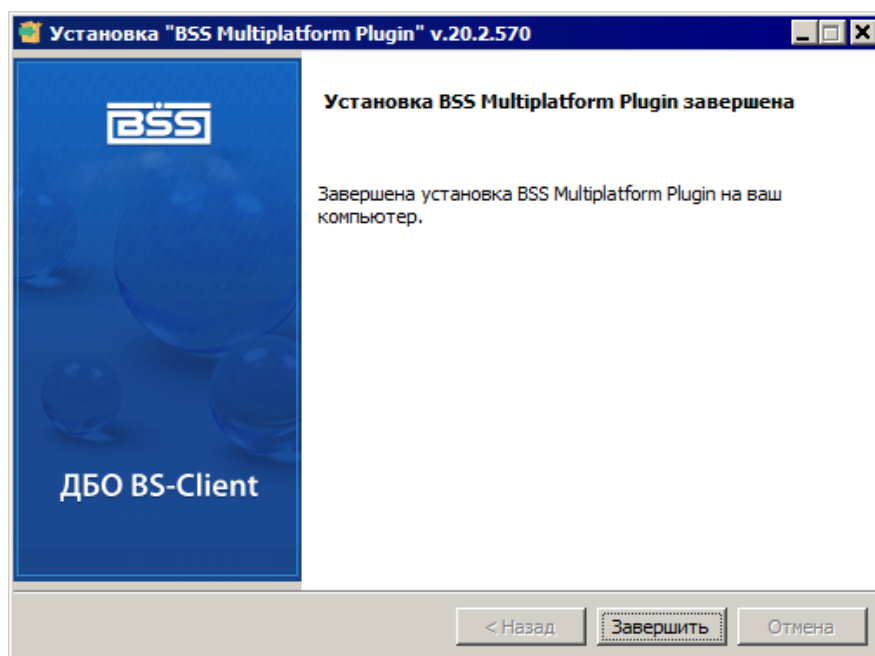 Установка "BSS Multiplatform Plugin" v.20.2.570
BSS
Установка BSS Multiplatform Plugin завершена
Завершена установка BSS Multiplatform Plugin на ваш
компьютер.
ДБО BS-Client
< Назад
Завершить
Отмена